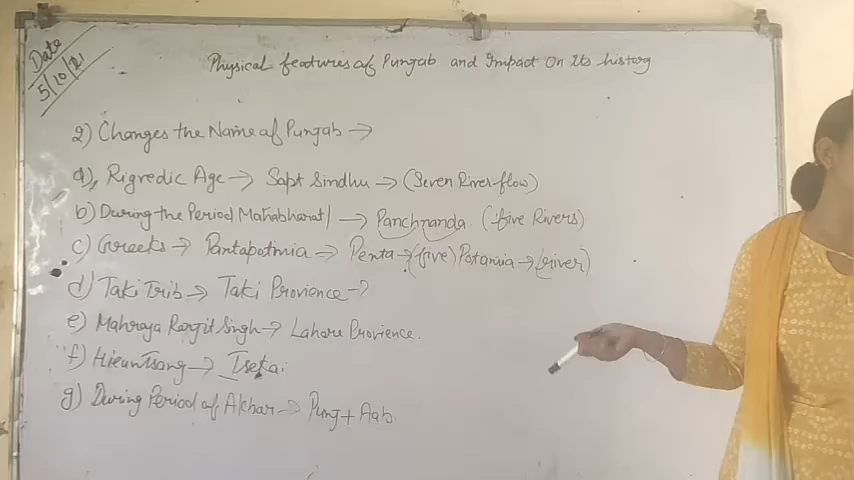 Date
5/10/21
Physical features of Punjab and Impact On Its history
2) Changes the Name of Punjab →
a) Rigvedic Age → Sapt Sindhu → (Seven River flow)
b) During the Period Mahabharat → Panchnanda. (five Rivers)
c) Greeks → Pantapotmia → Penta → (five) Potamia → (river)
d) Taki Trib → Taki Provience →
e) Mahraja Ranjit Singh → Lahore Provience.
f) Hieun Tsang → Tsekai
g) During Period of Akbar → Punj + Aab.